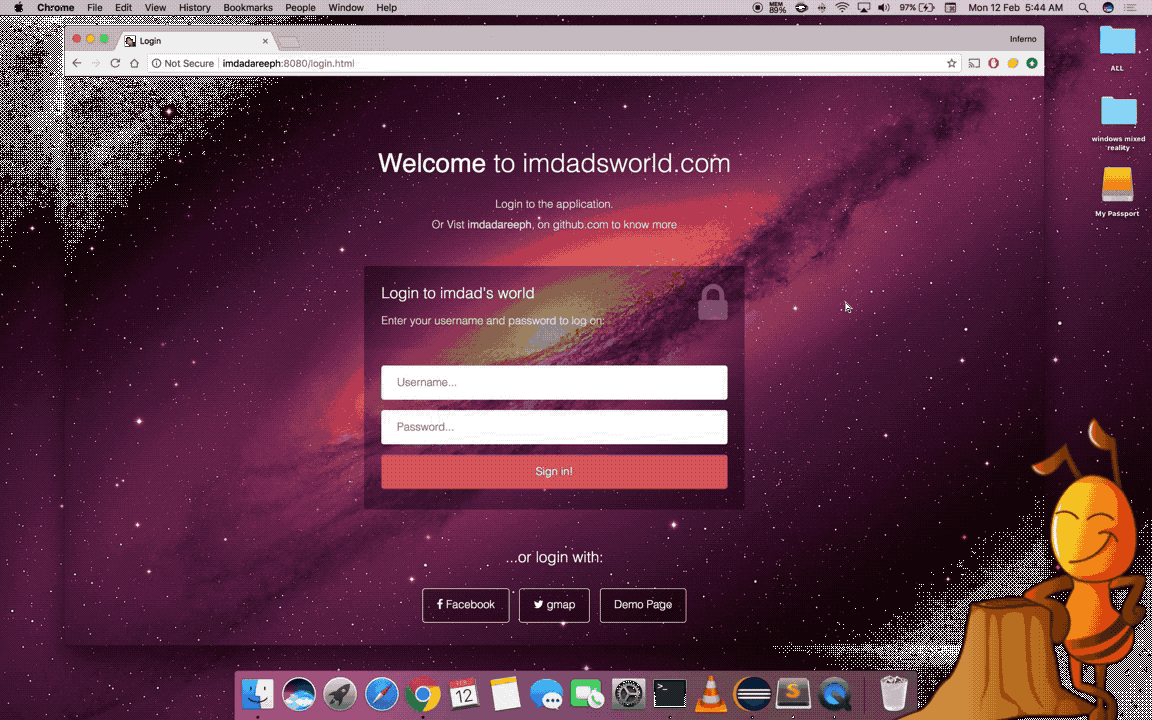 Chrome File Edit View History Bookmarks People Window Help MEM 89% 97% Mon 12 Feb 5:44 AM
Login
Inferno
Not Secure imdadareeph:8080/login.html
ALL
windows mixed reality
My Passport
Welcome to imdadsworld.com
Login to the application.
Or Vist imdadareeph, on github.com to know more
Login to imdad's world
Enter your username and password to log on:
Username...
Password...
Sign in!
...or login with:
Facebook gmap Demo Page
FEB
12
>_
S